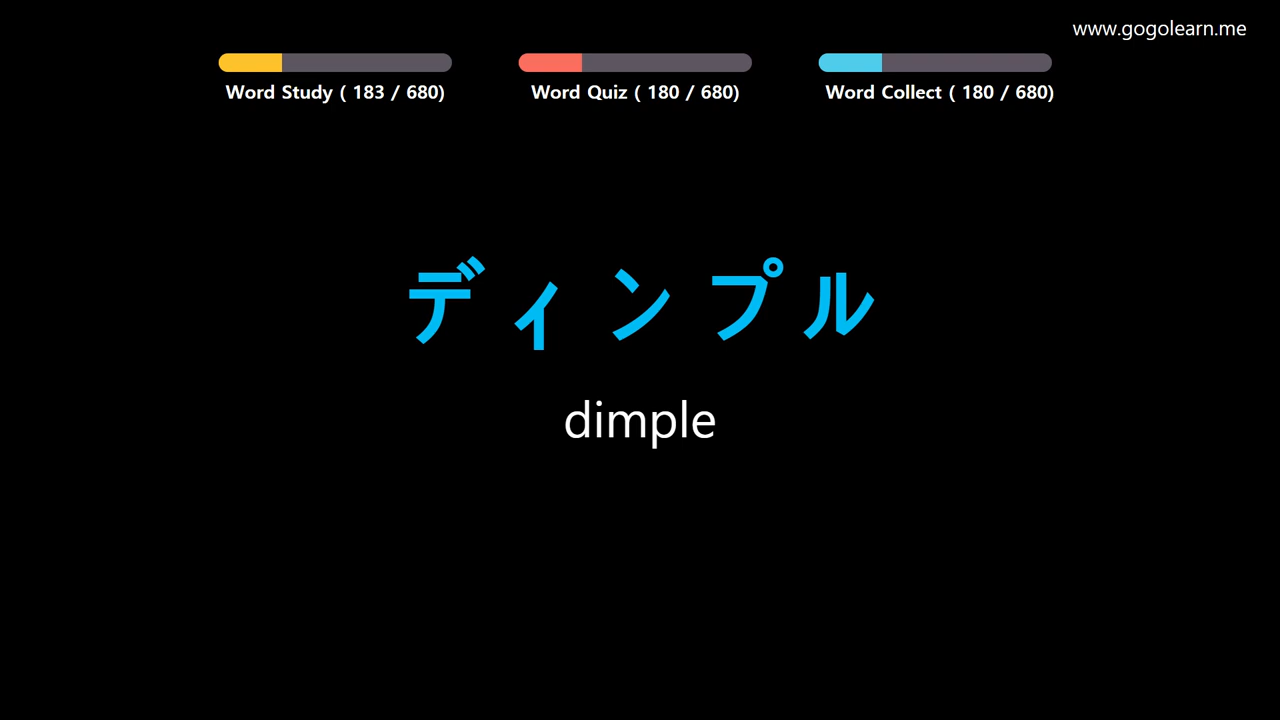 www.gogolearn.me
Word Study ( 183 / 680)
Word Quiz ( 180 / 680)
Word Collect ( 180 / 680)
ディンプル
dimple